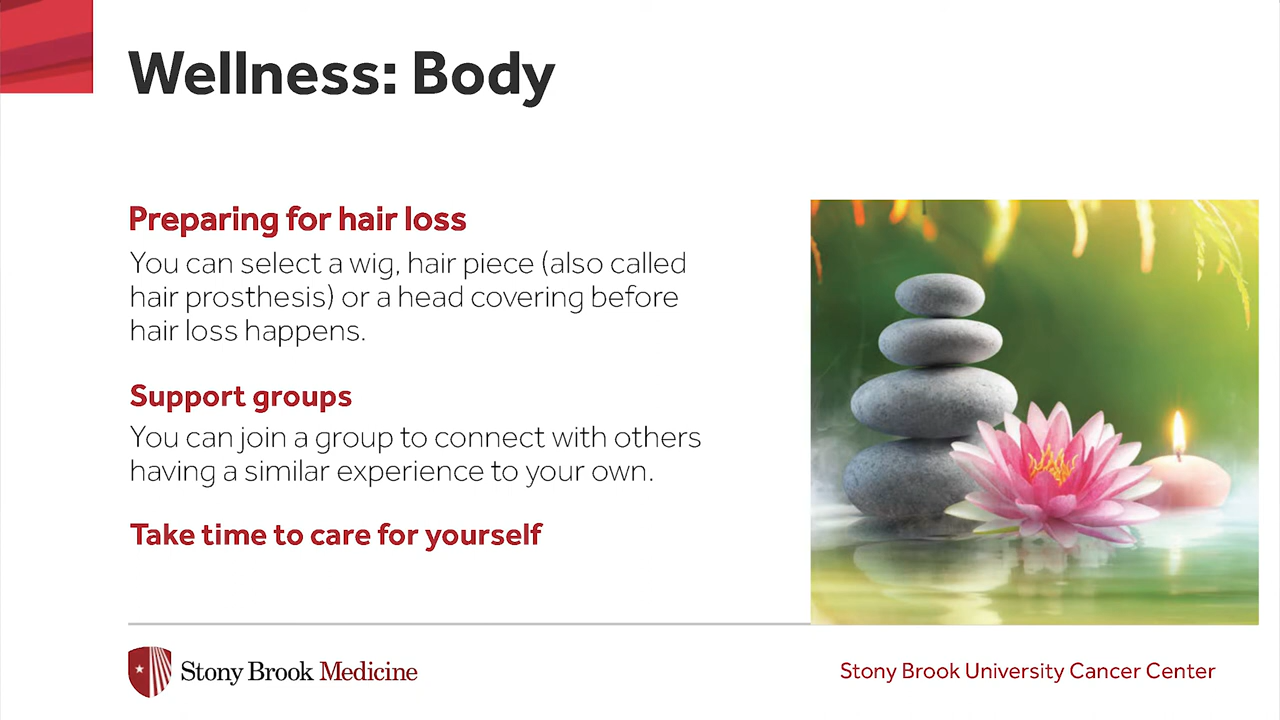 Wellness: Body
Preparing for hair loss
You can select a wig, hair piece (also called
hair prosthesis) or a head covering before
hair loss happens.
Support groups
You can join a group to connect with others
having a similar experience to your own.
Take time to care for yourself
Stony Brook Medicine
Stony Brook University Cancer Center